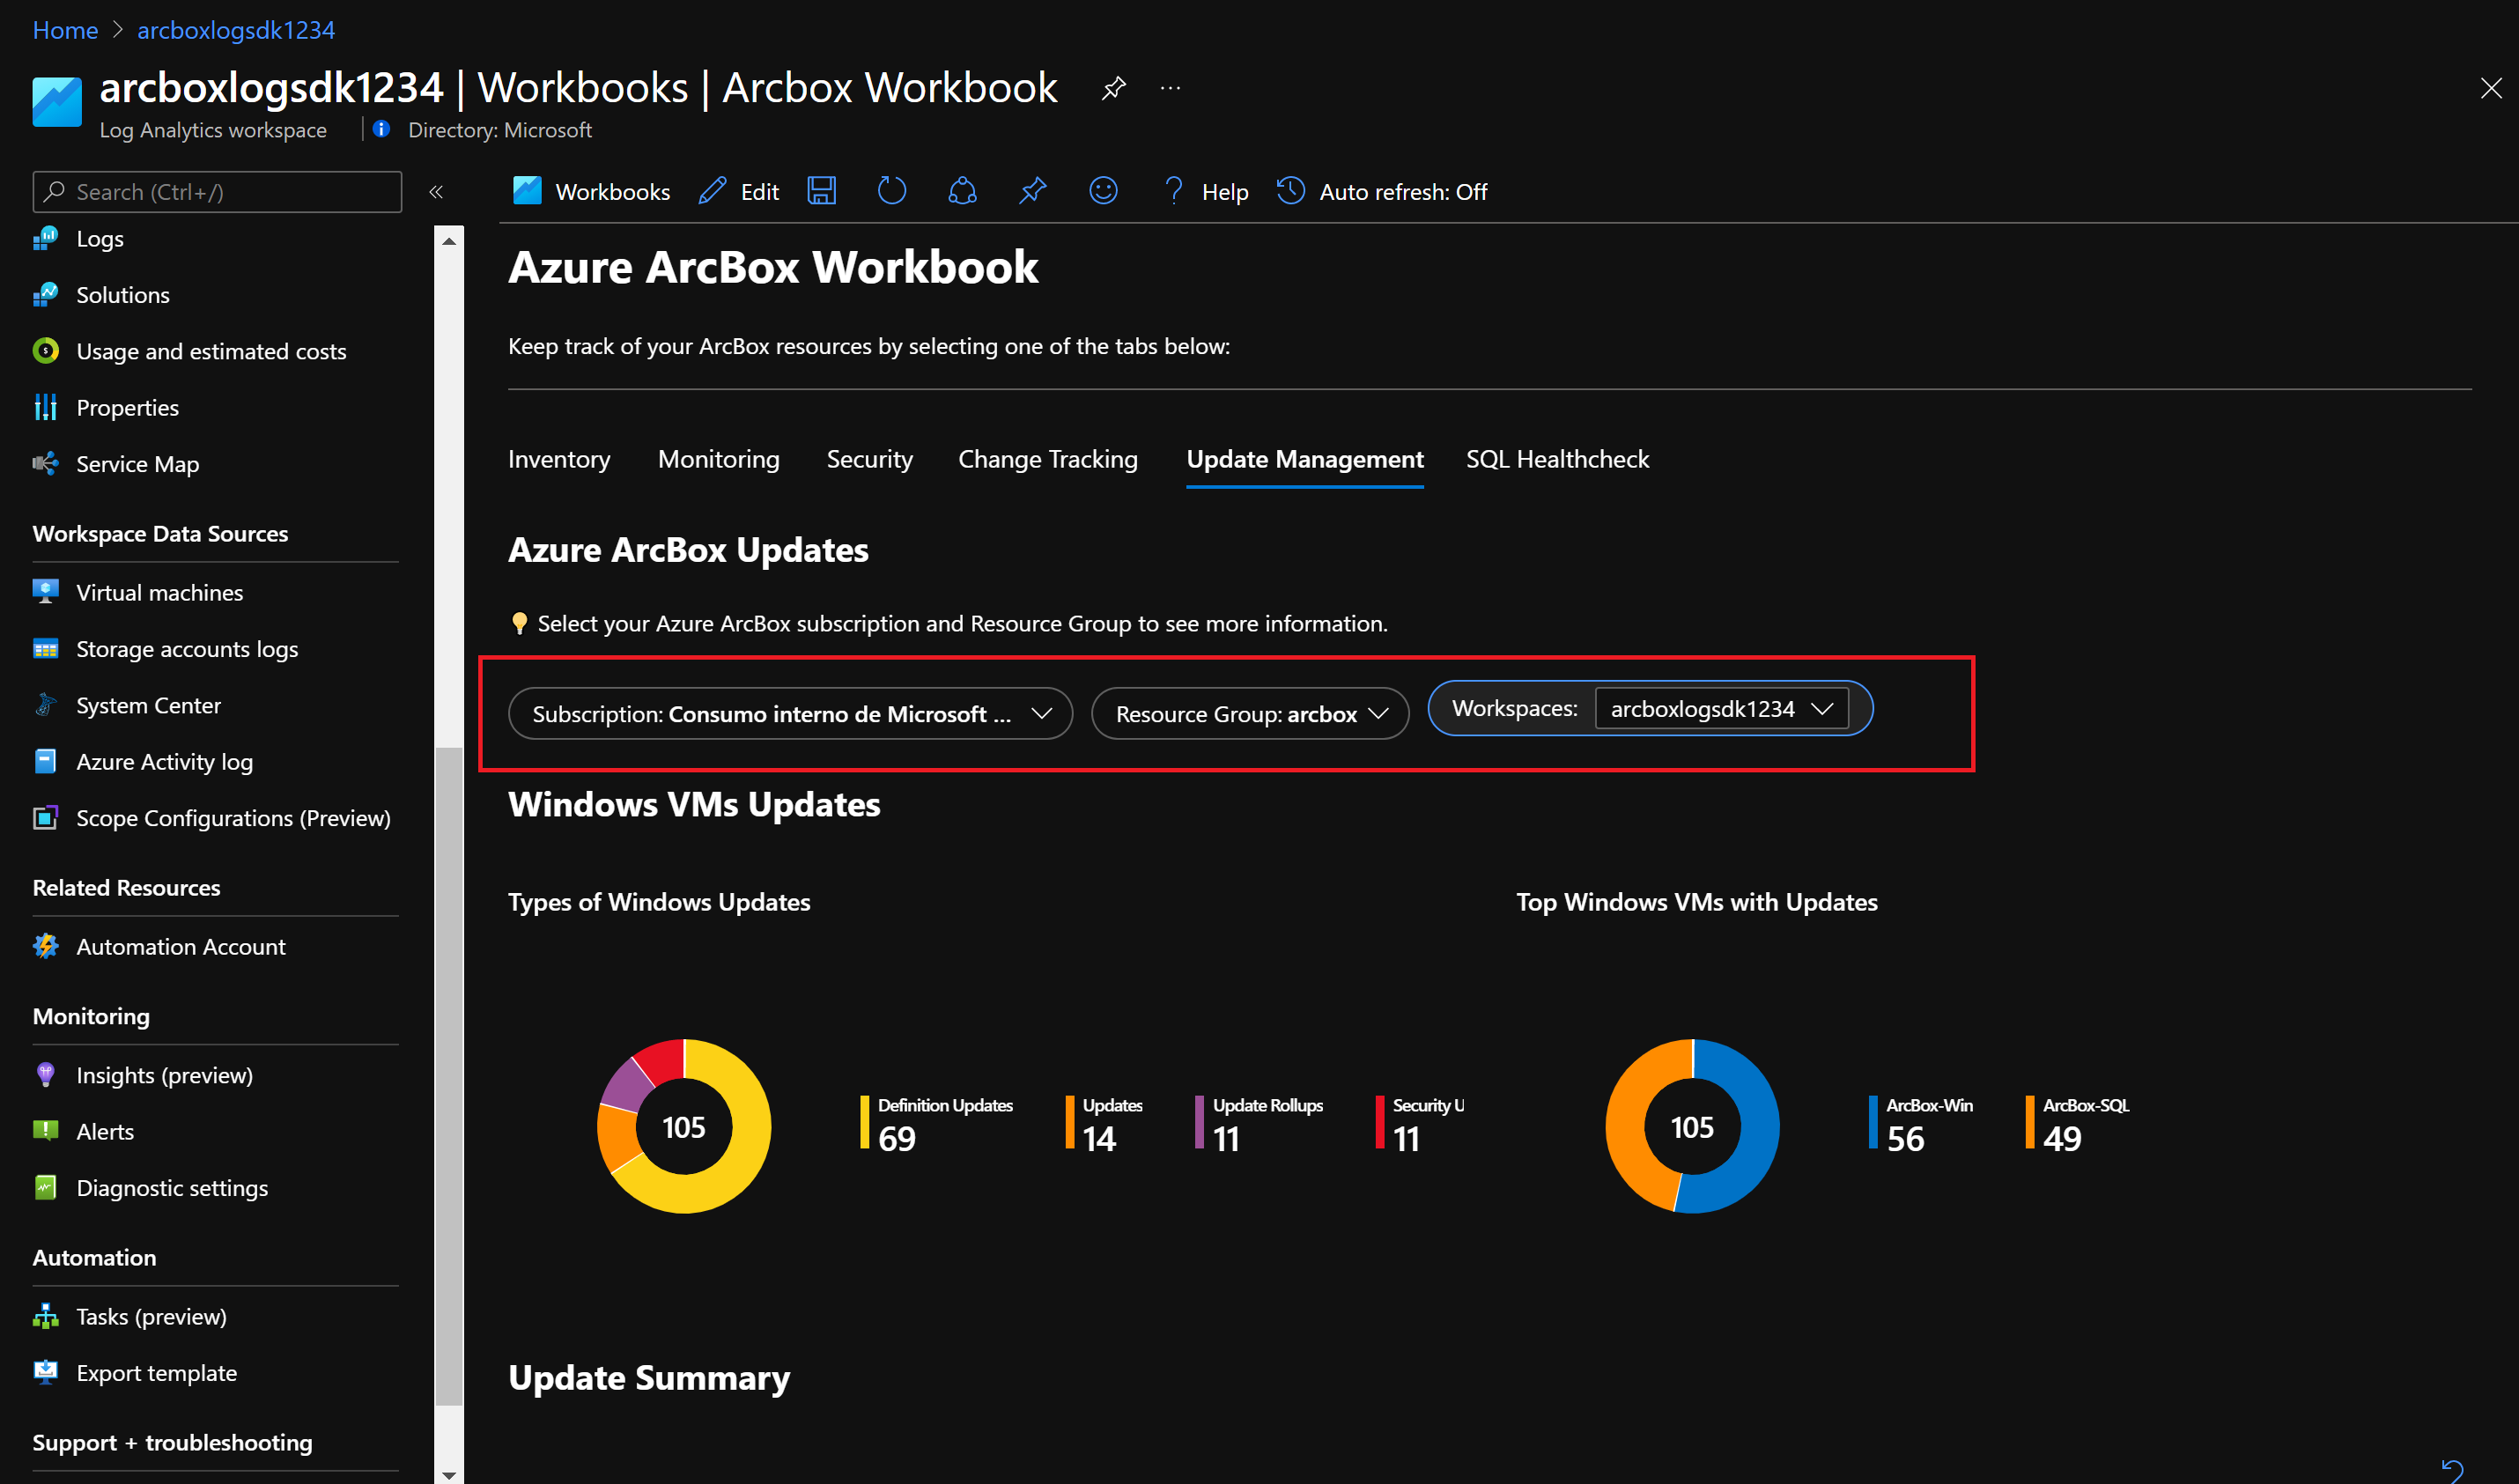 Home > arcboxlogsdk1234
arcboxlogsdk1234 | Workbooks | Arcbox Workbook
Log Analytics workspace
Directory: Microsoft
Search (Ctrl+/)
«
Logs
Solutions
Usage and estimated costs
Properties
Service Map
Workspace Data Sources
Virtual machines
Storage accounts logs
System Center
Azure Activity log
Scope Configurations (Preview)
Related Resources
Automation Account
Monitoring
Insights (preview)
Alerts
Diagnostic settings
Automation
Tasks (preview)
Export template
Support + troubleshooting
Workbooks
Edit
Help
Auto refresh: Off
Azure ArcBox Workbook
Keep track of your ArcBox resources by selecting one of the tabs below:
Inventory
Monitoring
Security
Change Tracking
Update Management
SQL Healthcheck
Azure ArcBox Updates
Select your Azure ArcBox subscription and Resource Group to see more information.
Subscription: Consumo interno de Microsoft ...
Resource Group: arcbox
Workspaces: arcboxlogsdk1234
Windows VMs Updates
Types of Windows Updates
105
Definition Updates
69
Updates
14
Update Rollups
11
Security U
11
Top Windows VMs with Updates
105
ArcBox-Win
56
ArcBox-SQL
49
Update Summary